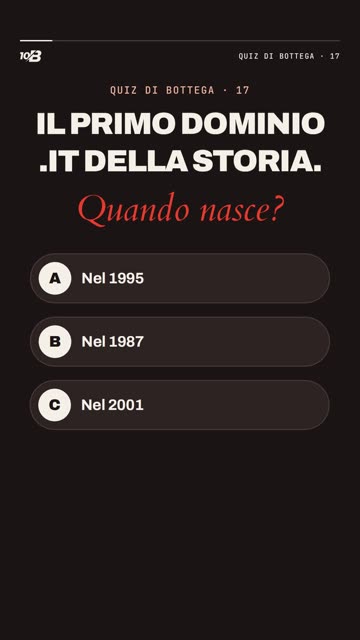 10B
QUIZ DI BOTTEGA · 17
QUIZ DI BOTTEGA · 17
IL PRIMO DOMINIO
.IT DELLA STORIA.
Quando nasce?
A Nel 1995
B Nel 1987
C Nel 2001